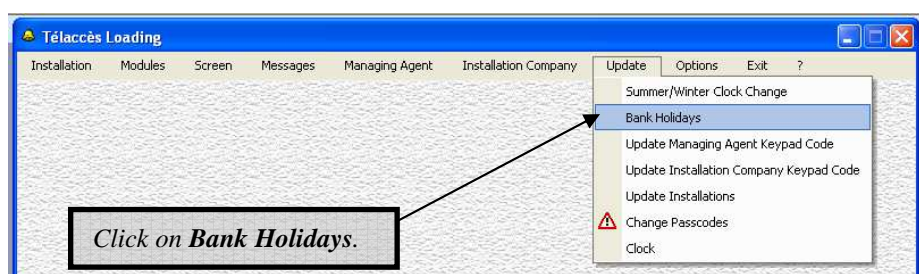 Télaccès Loading
Installation Modules Screen Messages Managing Agent Installation Company Update Options Exit ?
Summer/Winter Clock Change
Bank Holidays
Update Managing Agent Keypad Code
Update Installation Company Keypad Code
Update Installations
Change Passcodes
Clock
Click on Bank Holidays.